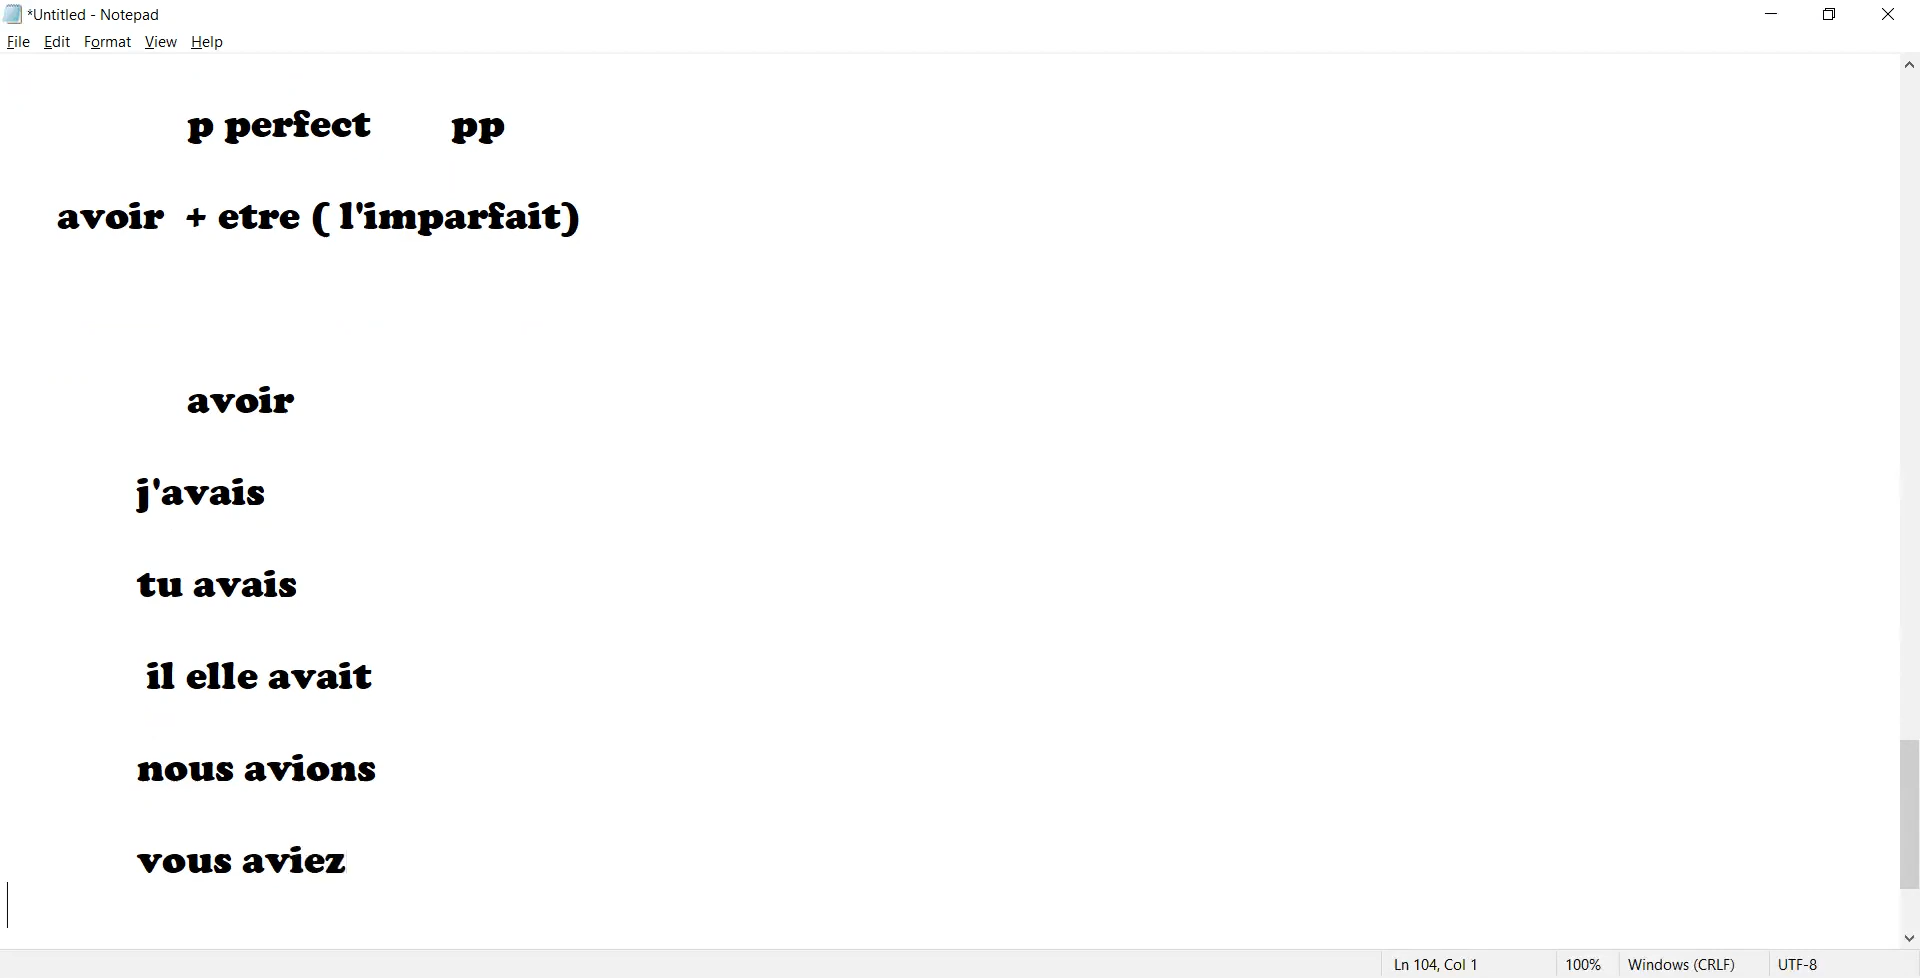 *Untitled - Notepad
File Edit Format View Help
p perfect pp
avoir + etre ( l'imparfait)
avoir
j'avais
tu avais
il elle avait
nous avions
vous aviez
Ln 104, Col 1 100% Windows (CRLF) UTF-8